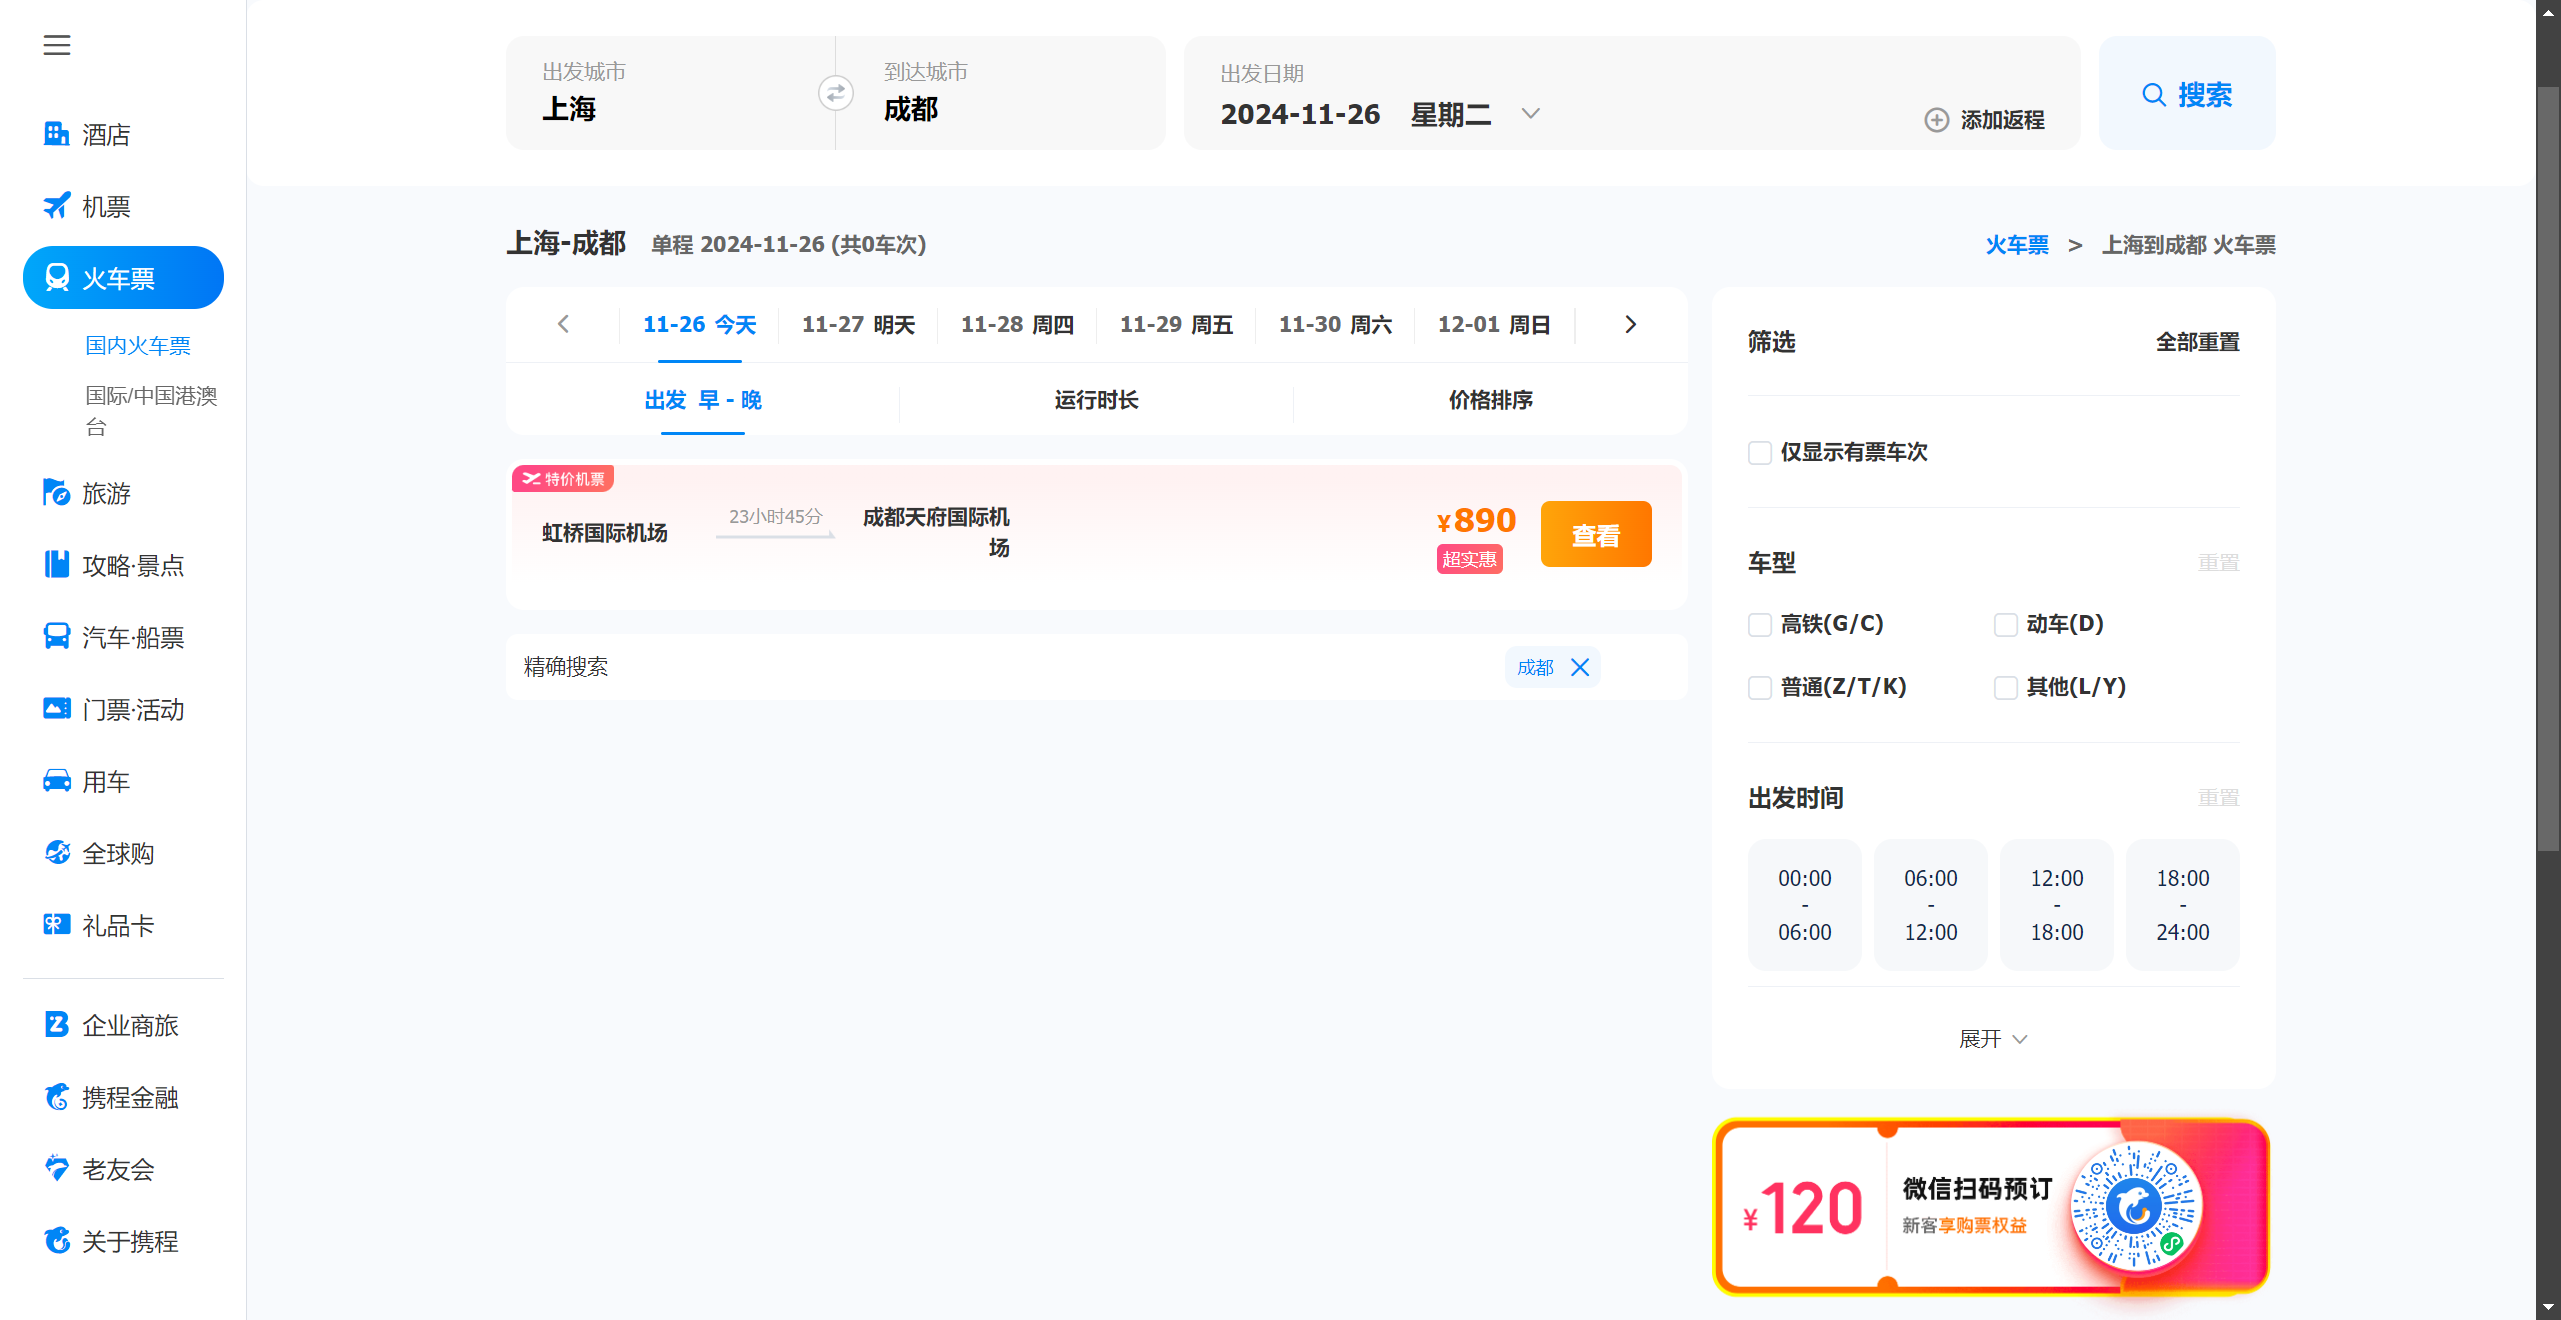 酒店
机票
火车票
国内火车票
国际/中国港澳
台
旅游
攻略·景点
汽车·船票
门票·活动
用车
全球购
礼品卡
企业商旅
携程金融
老友会
关于携程
出发城市
上海
到达城市
成都
出发日期
2024-11-26 星期二
添加返程
搜索
上海-成都 单程 2024-11-26 (共0车次)
火车票 > 上海到成都 火车票
11-26 今天 11-27 明天 11-28 周四 11-29 周五 11-30 周六 12-01 周日
出发 早 - 晚 运行时长 价格排序
特价机票
虹桥国际机场
23小时45分
成都天府国际机
场
¥890
超实惠
查看
精确搜索
成都
筛选 全部重置
仅显示有票车次
车型 重置
高铁(G/C) 动车(D)
普通(Z/T/K) 其他(L/Y)
出发时间 重置
00:00 - 06:00
06:00 - 12:00
12:00 - 18:00
18:00 - 24:00
展开
¥120
微信扫码预订
新客享购票权益